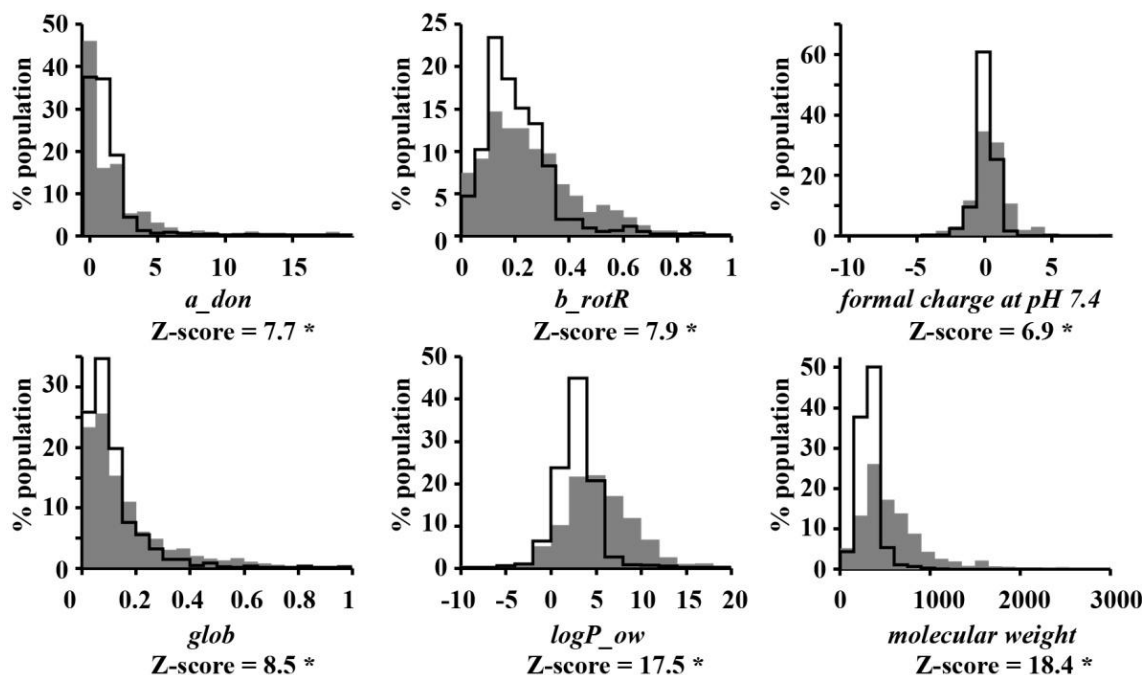 50
40
30
20
10
0
% population
0 5 10 15
a_don
Z-score = 7.7 *
25
20
15
10
5
0
% population
0 0.2 0.4 0.6 0.8 1
b_rotR
Z-score = 7.9 *
60
40
20
0
% population
-10 -5 0 5
formal charge at pH 7.4
Z-score = 6.9 *
30
20
10
0
% population
0 0.2 0.4 0.6 0.8 1
glob
Z-score = 8.5 *
50
40
30
20
10
0
% population
-10 -5 0 5 10 15 20
logP_ow
Z-score = 17.5 *
50
40
30
20
10
0
% population
0 1000 2000 3000
molecular weight
Z-score = 18.4 *